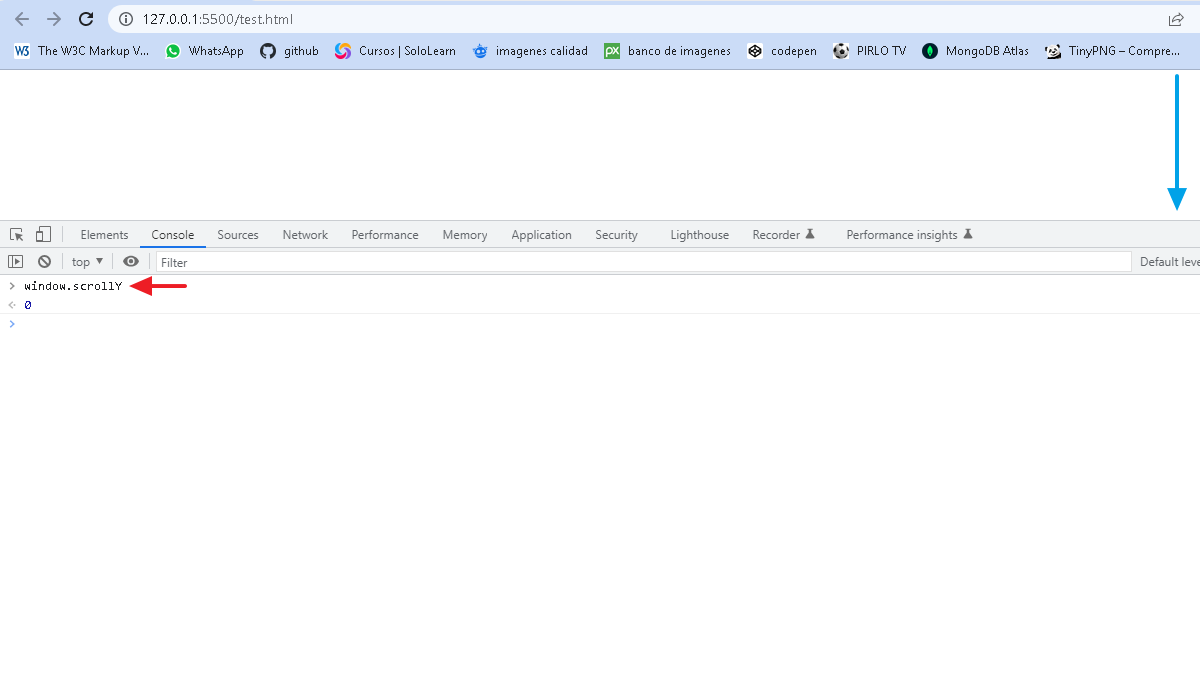 127.0.0.1:5500/test.html
W3 The W3C Markup V... WhatsApp github Cursos | SoloLearn imagenes calidad px banco de imagenes codepen PIRLO TV MongoDB Atlas TinyPNG – Compre...
Elements Console Sources Network Performance Memory Application Security Lighthouse Recorder Performance insights
top Filter Default leve
window.scrollY
0